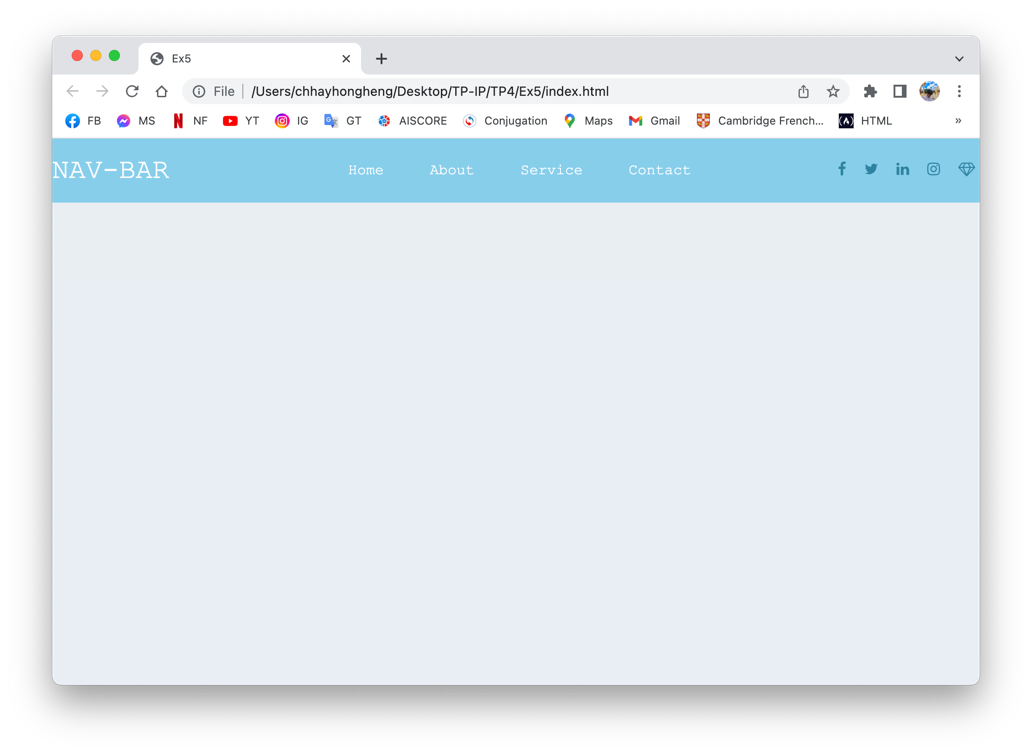 Ex5
File /Users/chhayhongheng/Desktop/TP-IP/TP4/Ex5/index.html
FB MS NF YT IG GT AISCORE Conjugation Maps Gmail Cambridge French... HTML »
NAV-BAR Home About Service Contact